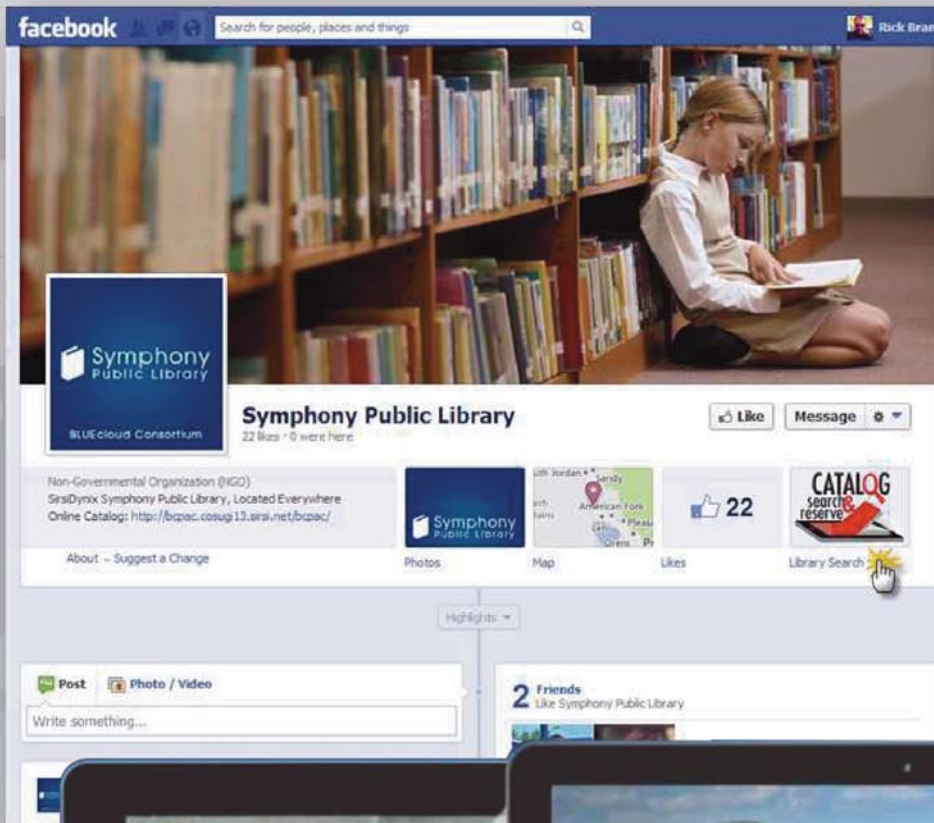 facebook
Search for people, places and things
Rick Bran
Symphony
Public Library
BLUEcloud Consortium
Symphony Public Library
22 likes · 0 were here
Like
Message
Non-Governmental Organization (NGO)
SirsiDynix Symphony Public Library, Located Everywhere
Online Catalog: http://bcpac.cosugi13.sirsi.net/bcpac/
About – Suggest a Change
Symphony
Public Library
Photos
uth Jordan
Sandy
American Fork
Orem
Map
22
Likes
CATALOG
search &
reserve
Library Search
Highlights
Post
Photo / Video
Write something...
2 Friends
Like Symphony Public Library